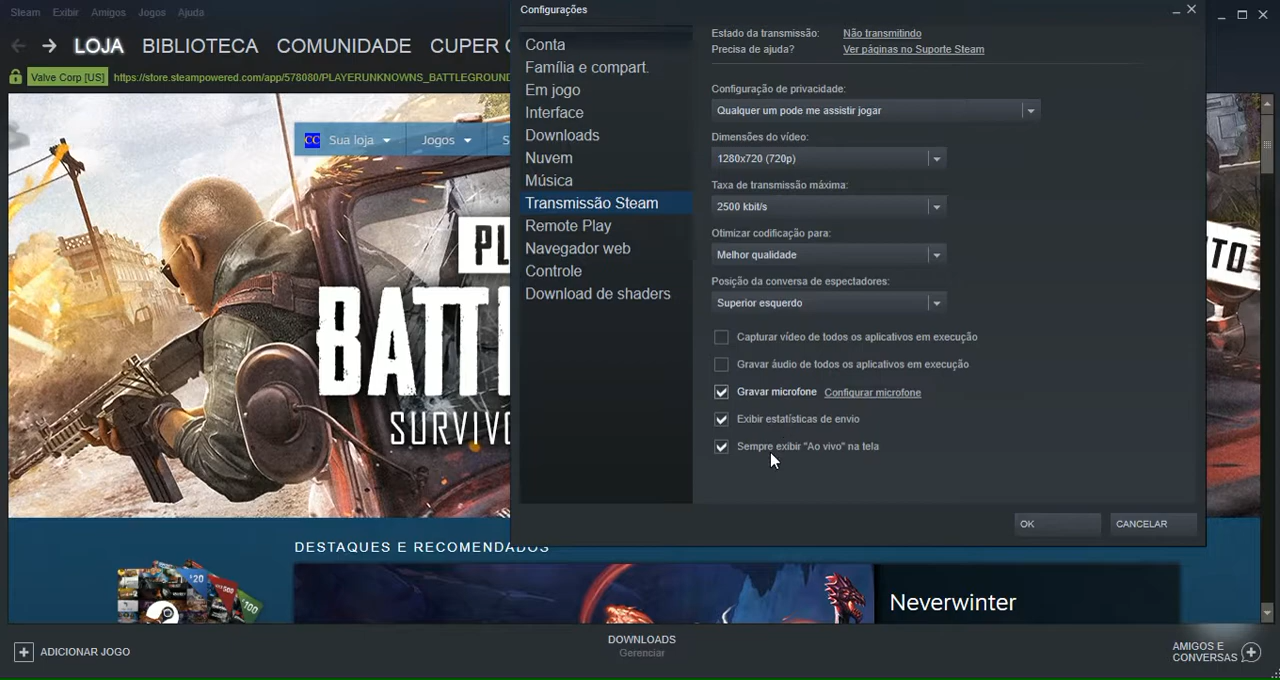 Steam Exibir Amigos Jogos Ajuda
LOJA BIBLIOTECA COMUNIDADE CUPER
Valve Corp [US] https://store.steampowered.com/app/578080/PLAYERUNKNOWNS_BATTLEGROUND
CC Sua loja Jogos S
PL
BATTL
SURVIVO
Configurações
Conta
Família e compart.
Em jogo
Interface
Downloads
Nuvem
Música
Transmissão Steam
Remote Play
Navegador web
Controle
Download de shaders
Estado da transmissão: Não transmitindo
Precisa de ajuda? Ver páginas no Suporte Steam
Configuração de privacidade:
Qualquer um pode me assistir jogar
Dimensões do vídeo:
1280x720 (720p)
Taxa de transmissão máxima:
2500 kbit/s
Otimizar codificação para:
Melhor qualidade
Posição da conversa de espectadores:
Superior esquerdo
Capturar vídeo de todos os aplicativos em execução
Gravar áudio de todos os aplicativos em execução
Gravar microfone Configurar microfone
Exibir estatísticas de envio
Sempre exibir "Ao vivo" na tela
OK CANCELAR
DESTAQUES E RECOMENDADOS
Neverwinter
ADICIONAR JOGO
DOWNLOADS
Gerenciar
AMIGOS E
CONVERSAS